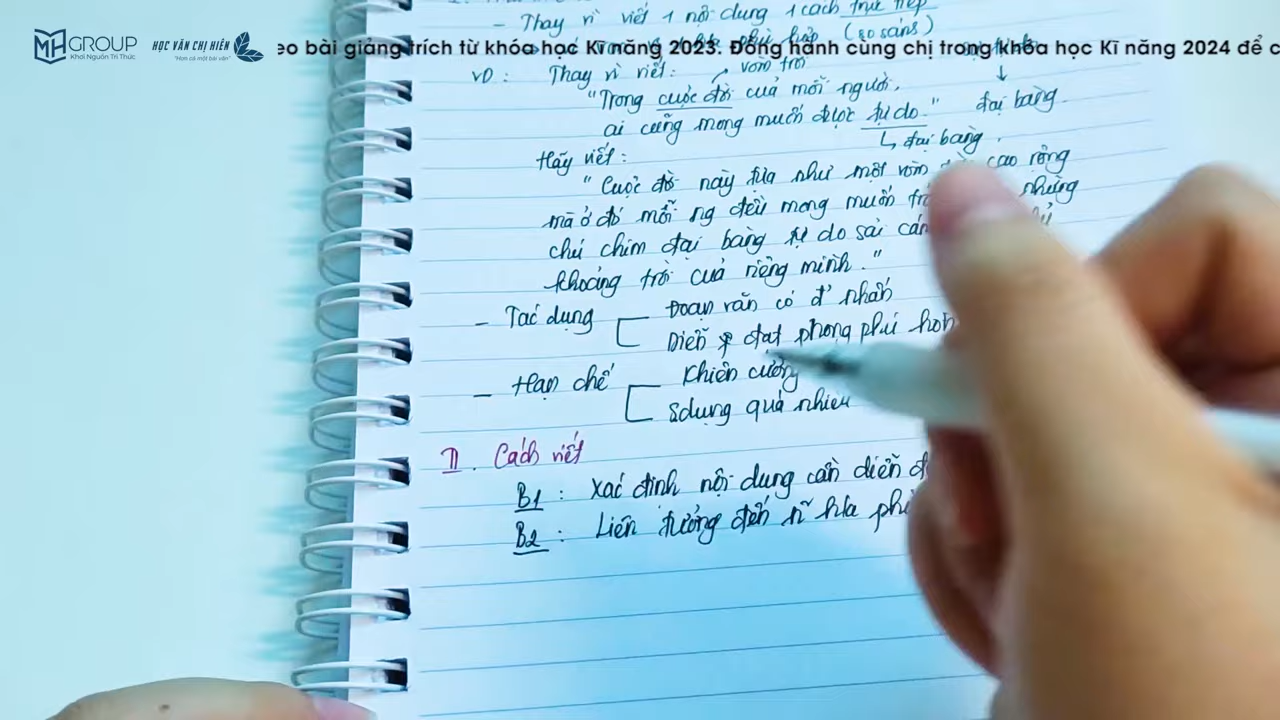 MH GROUP
Khơi Nguồn Tri Thức
HỌC VĂN CHỊ HIÊN
"Hơn cả một bài văn"
eo bài giảng trích từ khóa học Kĩ năng 2023. Đồng hành cùng chị trong khóa học Kĩ năng 2024 để c
- Thay vì viết 1 nội dung 1 cách trực tiếp
(so sánh)
VD: Thay vì viết: vòm trời
"Trong cuộc đời của mỗi người, đại bàng
ai cũng mong muốn được tự do."
↳ đại bàng.
Hãy viết:
"Cuộc đời này tựa như một vòm cao rộng
mà ở đó mỗi ng đều mong muốn những
chú chim đại bàng tự do sải
khoảng trời của riêng mình."
- Tác dụng Đoạn văn có đ' nhấn
Diễn đạt phong phú
- Hạn chế Khiên cưỡng
Sdụng quá nhiều
II. Cách viết
B1: Xác định nội dung cần diễn
B2: Liên tưởng đến